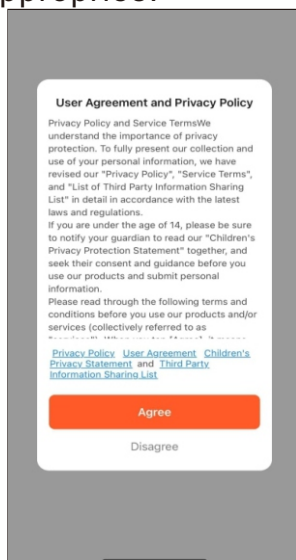 User Agreement and Privacy Policy
Privacy Policy and Service TermsWe
understand the importance of privacy
protection. To fully present our collection and
use of your personal information, we have
revised our "Privacy Policy", "Service Terms",
and "List of Third Party Information Sharing
List" in detail in accordance with the latest
laws and regulations.
If you are under the age of 14, please be sure
to notify your guardian to read our "Children's
Privacy Protection Statement" together, and
seek their consent and guidance before you
use our products and submit personal
information.
Please read through the following terms and
conditions before you use our products and/or
services (collectively referred to as
Privacy Policy User Agreement Children's
Privacy Statement and Third Party
Information Sharing List
Agree
Disagree